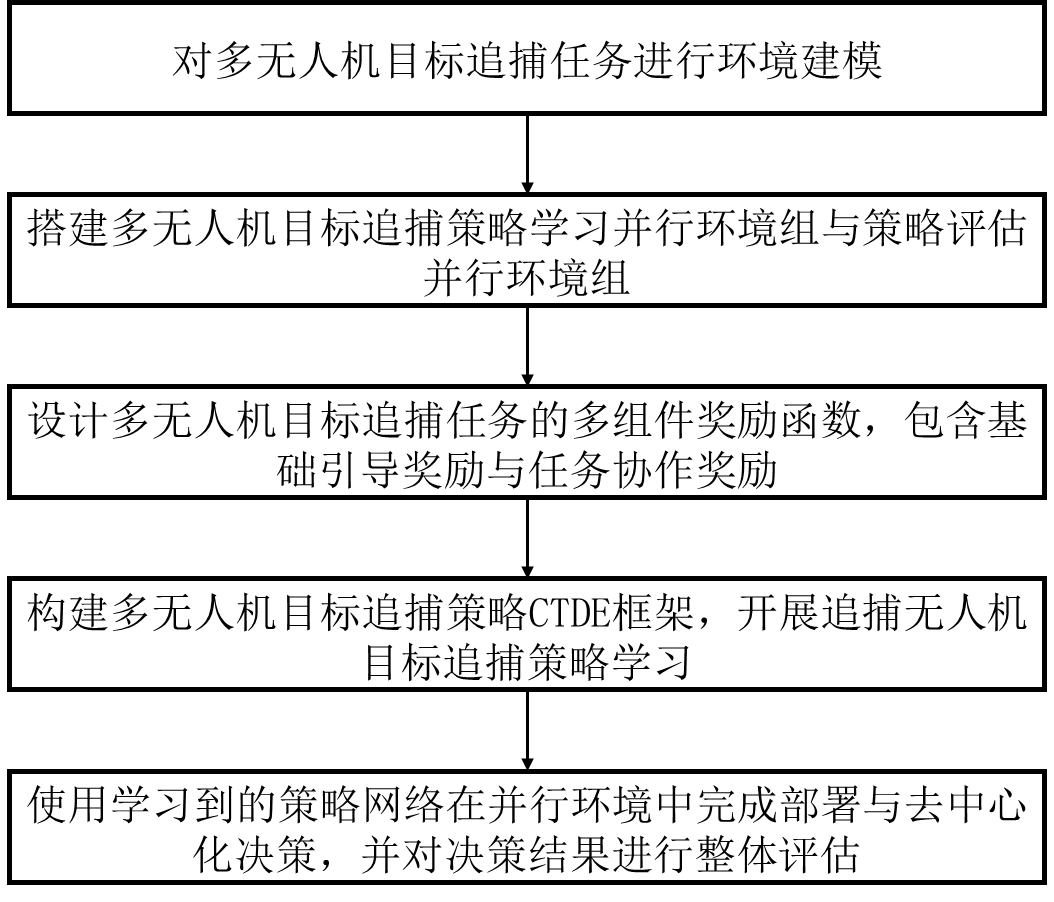 对多无人机目标追捕任务进行环境建模
搭建多无人机目标追捕策略学习并行环境组与策略评估
并行环境组
设计多无人机目标追捕任务的多组件奖励函数，包含基
础引导奖励与任务协作奖励
构建多无人机目标追捕策略CTDE框架，开展追捕无人机
目标追捕策略学习
使用学习到的策略网络在并行环境中完成部署与去中心
化决策，并对决策结果进行整体评估